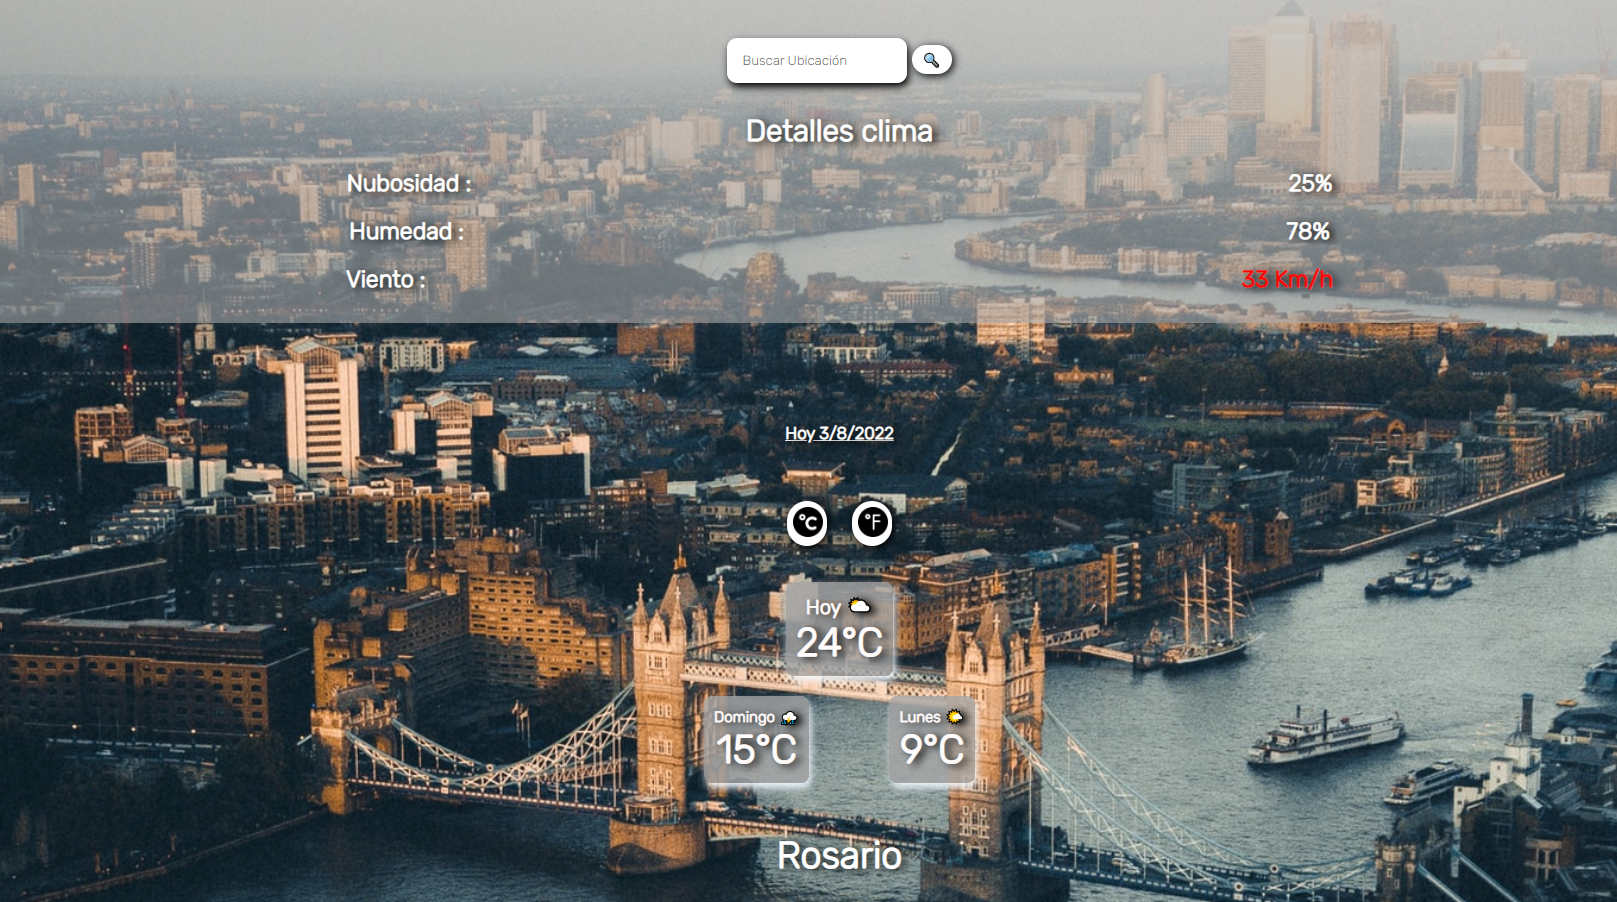 Buscar Ubicación
Detalles clima
Nubosidad : 25%
Humedad : 78%
Viento : 33 Km/h
Hoy 3/8/2022
°C °F
Hoy
24°C
Domingo Lunes
15°C 9°C
Rosario